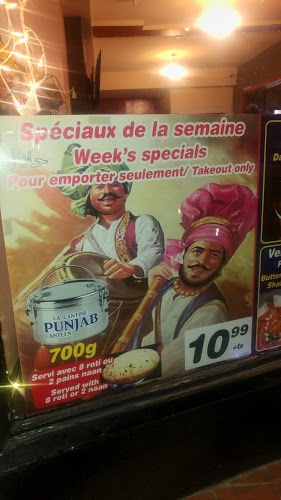 Spéciaux de la semaine
Week's specials
Pour emporter seulement/ Takeout only
LA CANTINE
PUNJAB
CANTEEN
700g
Servi avec 8 roti ou
2 pains naan
Served with
8 roti or 2 naan
10.99
+tx
Butter